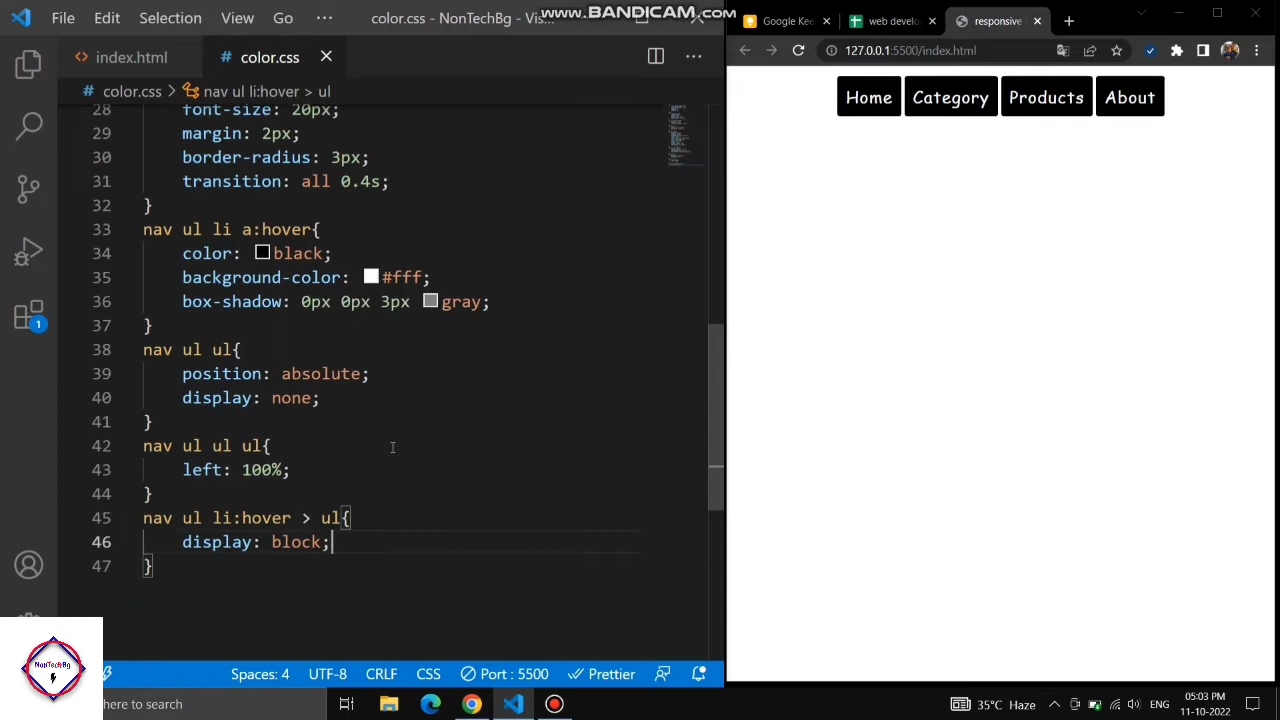 www.BANDICAM.com
File Edit Selection View Go ··· color.css - NonTechBg - Vis...
index.html
# color.css
# color.css > nav ul li:hover > ul
28 font-size: 20px;
29 margin: 2px;
30 border-radius: 3px;
31 transition: all 0.4s;
32 }
33 nav ul li a:hover{
34 color: black;
35 background-color: #fff;
36 box-shadow: 0px 0px 3px gray;
37 }
38 nav ul ul{
39 position: absolute;
40 display: none;
41 }
42 nav ul ul ul{
43 left: 100%;
44 }
45 nav ul li:hover > ul{
46 display: block;
47 }
1
Spaces: 4 UTF-8 CRLF CSS Port : 5500 Prettier
Google Kee
web develo
responsive
127.0.0.1:5500/index.html
Home Category Products About
NonTechBg
here to search
35°C Haze ENG
05:03 PM
11-10-2022